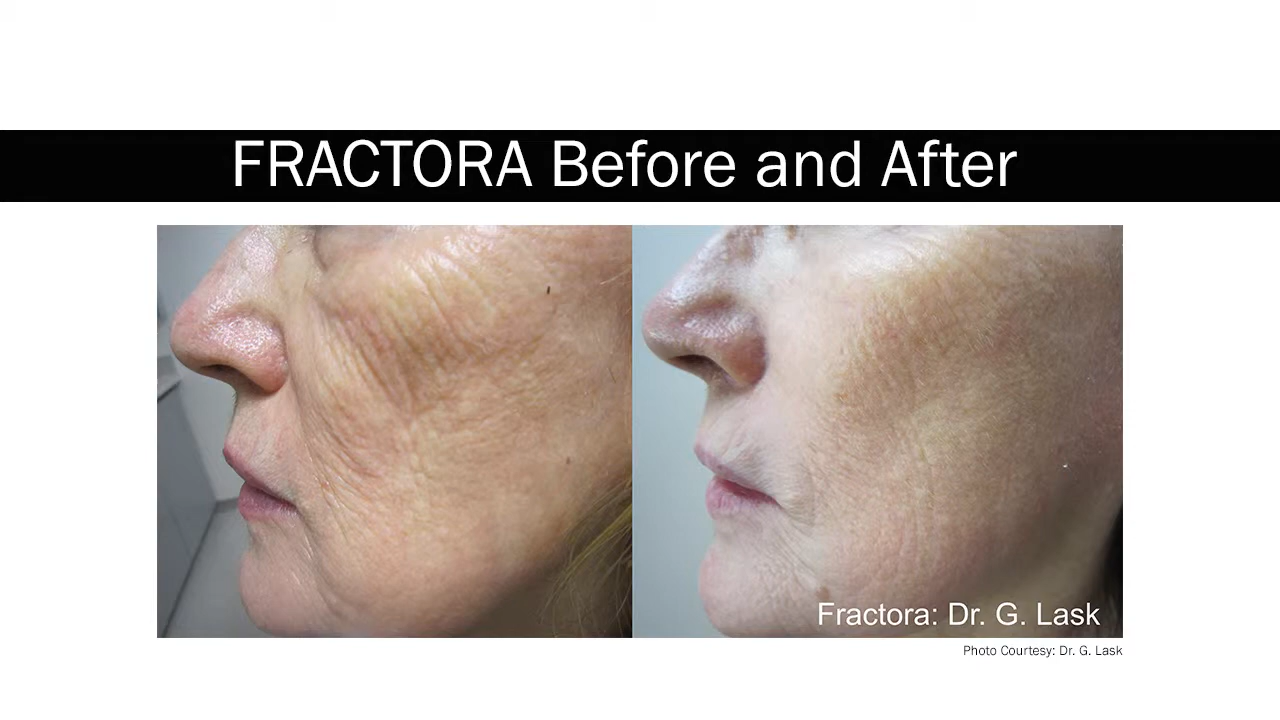 FRACTORA Before and After
Fractora: Dr. G. Lask
Photo Courtesy: Dr. G. Lask